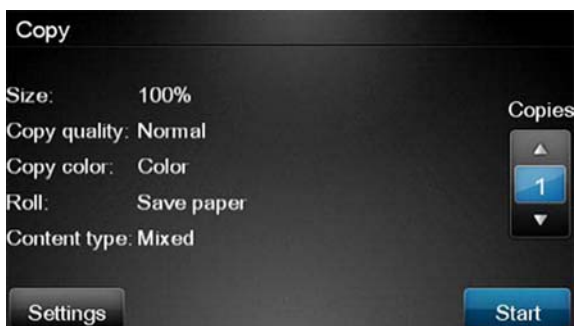 Copy
Size: 100%
Copies
Copy quality: Normal
Copy color: Color
1
Roll: Save paper
Content type: Mixed
Settings
Start